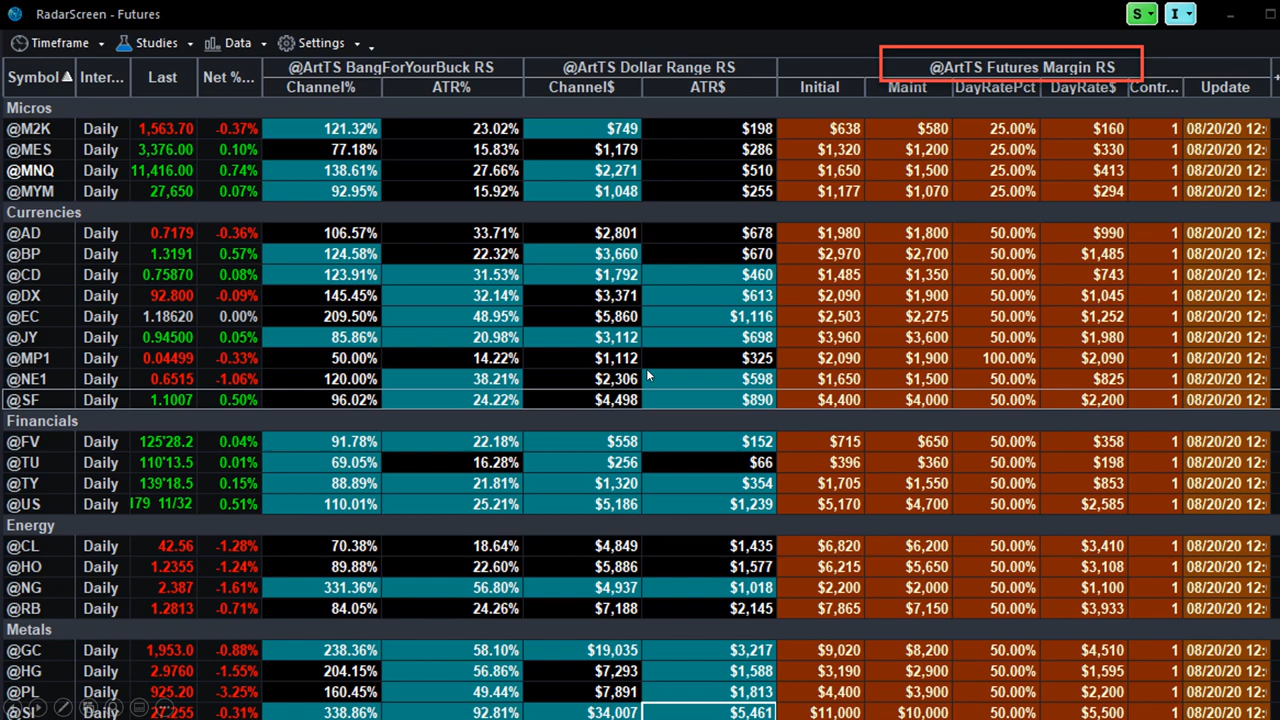 RadarScreen - Futures
S I
Timeframe Studies Data Settings
@ArtTS BangForYourBuck RS @ArtTS Dollar Range RS @ArtTS Futures Margin RS
Symbol Inter... Last Net %... Channel% ATR% Channel$ ATR$ Initial Maint DayRatePct DayRate$ Contr... Update
Micros
@M2K Daily 1,563.70 -0.37% 121.32% 23.02% $749 $198 $638 $580 25.00% $160 1 08/20/20 12:
@MES Daily 3,376.00 0.10% 77.18% 15.83% $1,179 $286 $1,320 $1,200 25.00% $330 1 08/20/20 12:
@MNQ Daily 11,416.00 0.74% 138.61% 27.66% $2,271 $510 $1,650 $1,500 25.00% $413 1 08/20/20 12:
@MYM Daily 27,650 0.07% 92.95% 15.92% $1,048 $255 $1,177 $1,070 25.00% $294 1 08/20/20 12:
Currencies
@AD Daily 0.7179 -0.36% 106.57% 33.71% $2,801 $678 $1,980 $1,800 50.00% $990 1 08/20/20 12:
@BP Daily 1.3191 0.57% 124.58% 22.32% $3,660 $670 $2,970 $2,700 50.00% $1,485 1 08/20/20 12:
@CD Daily 0.75870 0.08% 123.91% 31.53% $1,792 $460 $1,485 $1,350 50.00% $743 1 08/20/20 12:
@DX Daily 92.800 -0.09% 145.45% 32.14% $3,371 $613 $2,090 $1,900 50.00% $1,045 1 08/20/20 12:
@EC Daily 1.18620 0.00% 209.50% 48.95% $5,860 $1,116 $2,503 $2,275 50.00% $1,252 1 08/20/20 12:
@JY Daily 0.94500 0.05% 85.86% 20.98% $3,112 $698 $3,960 $3,600 50.00% $1,980 1 08/20/20 12:
@MP1 Daily 0.04499 -0.33% 50.00% 14.22% $1,112 $325 $2,090 $1,900 100.00% $2,090 1 08/20/20 12:
@NE1 Daily 0.6515 -1.06% 120.00% 38.21% $2,306 $598 $1,650 $1,500 50.00% $825 1 08/20/20 12:
@SF Daily 1.1007 0.50% 96.02% 24.22% $4,498 $890 $4,400 $4,000 50.00% $2,200 1 08/20/20 12:
Financials
@FV Daily 125'28.2 0.04% 91.78% 22.18% $558 $152 $715 $650 50.00% $358 1 08/20/20 12:
@TU Daily 110'13.5 0.01% 69.05% 16.28% $256 $66 $396 $360 50.00% $198 1 08/20/20 12:
@TY Daily 139'18.5 0.15% 88.89% 21.81% $1,320 $354 $1,705 $1,550 50.00% $853 1 08/20/20 12:
@US Daily 179 11/32 0.51% 110.01% 25.21% $5,186 $1,239 $5,170 $4,700 50.00% $2,585 1 08/20/20 12:
Energy
@CL Daily 42.56 -1.28% 70.38% 18.64% $4,849 $1,435 $6,820 $6,200 50.00% $3,410 1 08/20/20 12:
@HO Daily 1.2355 -1.24% 89.88% 22.60% $5,886 $1,577 $6,215 $5,650 50.00% $3,108 1 08/20/20 12:
@NG Daily 2.387 -1.61% 331.36% 56.80% $4,937 $1,018 $2,200 $2,000 50.00% $1,100 1 08/20/20 12:
@RB Daily 1.2813 -0.71% 84.05% 24.26% $7,188 $2,145 $7,865 $7,150 50.00% $3,933 1 08/20/20 12:
Metals
@GC Daily 1,953.0 -0.88% 238.36% 58.10% $19,035 $3,217 $9,020 $8,200 50.00% $4,510 1 08/20/20 12:
@HG Daily 2.9760 -1.55% 204.15% 56.86% $7,293 $1,588 $3,190 $2,900 50.00% $1,595 1 08/20/20 12:
@PL Daily 925.20 -3.25% 160.45% 49.44% $7,891 $1,813 $4,400 $3,900 50.00% $2,200 1 08/20/20 12:
@SI Daily 27.255 -0.31% 338.86% 92.81% $34,007 $5,461 $11,000 $10,000 50.00% $5,500 1 08/20/20 12: